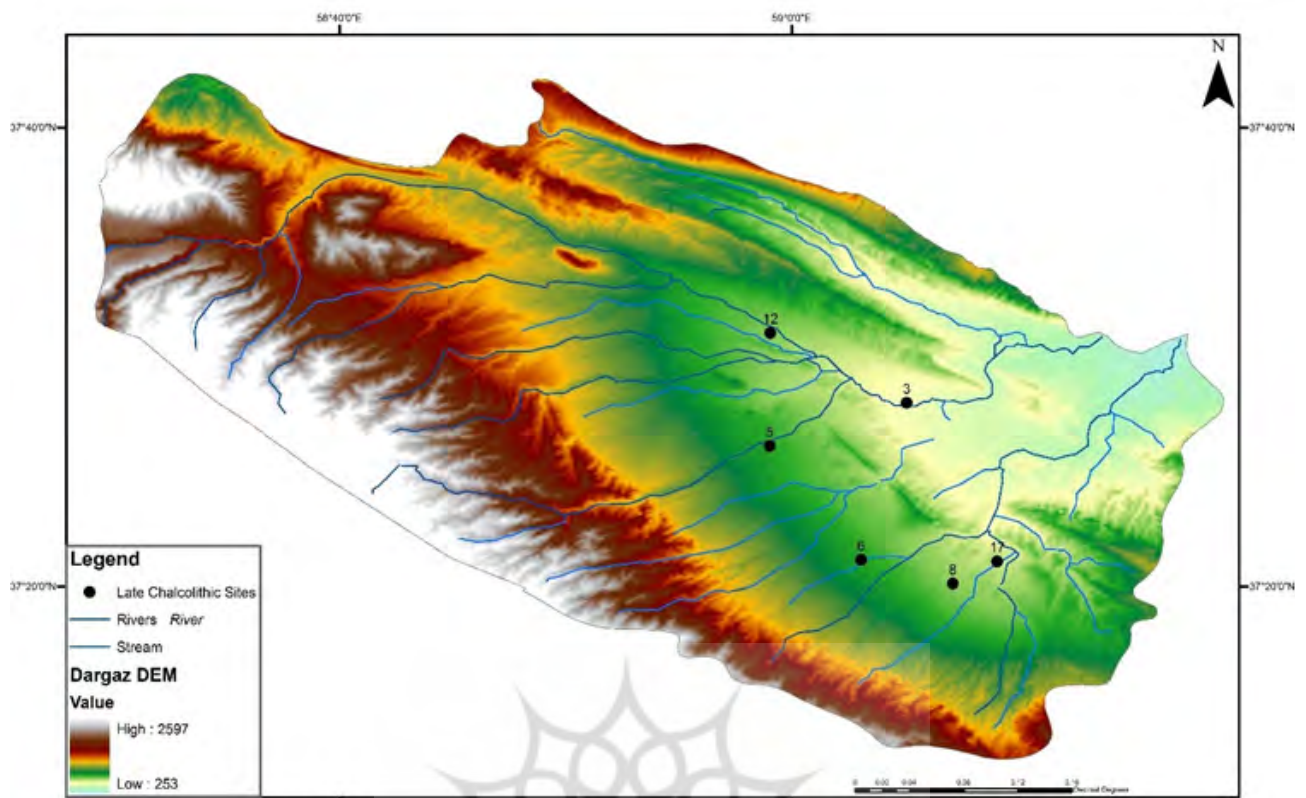 58°40'0"E 59°0'0"E
N
37°40'0"N 37°40'0"N
12
3
5
6
17
8
37°20'0"N 37°20'0"N
Legend
Late Chalcolithic Sites
Rivers River
Stream
Dargaz DEM
Value
High : 2597
Low : 253
Decimal Degrees